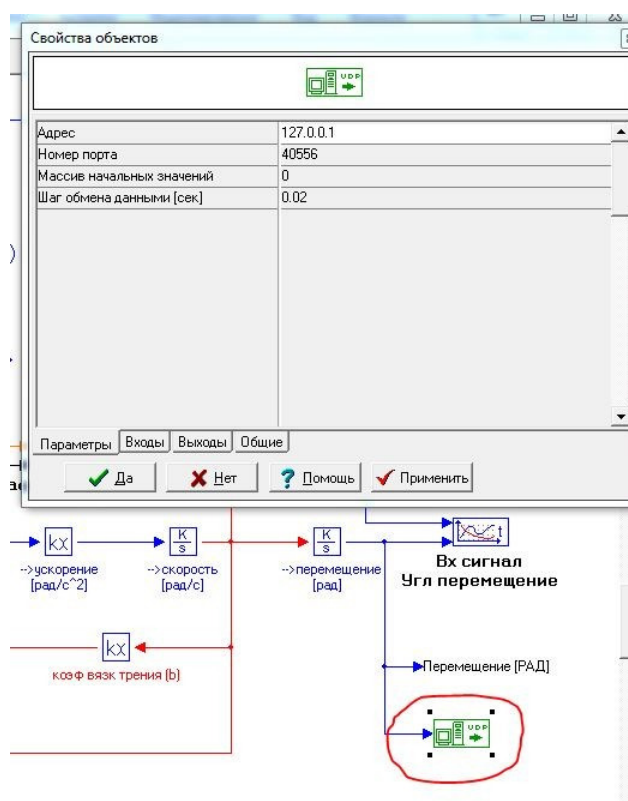 Свойства объектов
UDP
Адрес 127.0.0.1
Номер порта 40556
Массив начальных значений 0
Шаг обмена данными [сек] 0.02
Параметры Входы Выходы Общие
Да Нет Помощь Применить
kx K/s K/s t
-->ускорение -->скорость -->перемещение Вх сигнал
[рад/с^2] [рад/с] [рад] Угл перемещение
kx
коэф вязк трения (b)
Перемещение [РАД]
UDP